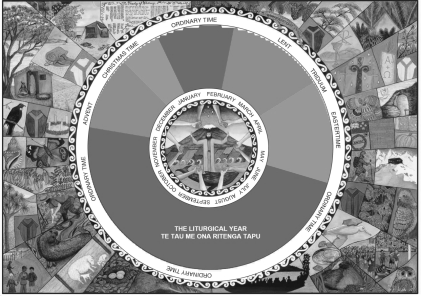 ORDINARY TIME
LENT
TRIDUUM
EASTERTIME
ORDINARY TIME
ORDINARY TIME
ORDINARY TIME
ADVENT
CHRISTMAS TIME
JANUARY
FEBRUARY
MARCH
APRIL
MAY
JUNE
JULY
AUGUST
SEPTEMBER
OCTOBER
NOVEMBER
DECEMBER
THE LITURGICAL YEAR
TE TAU ME ONA RITENGA TAPU